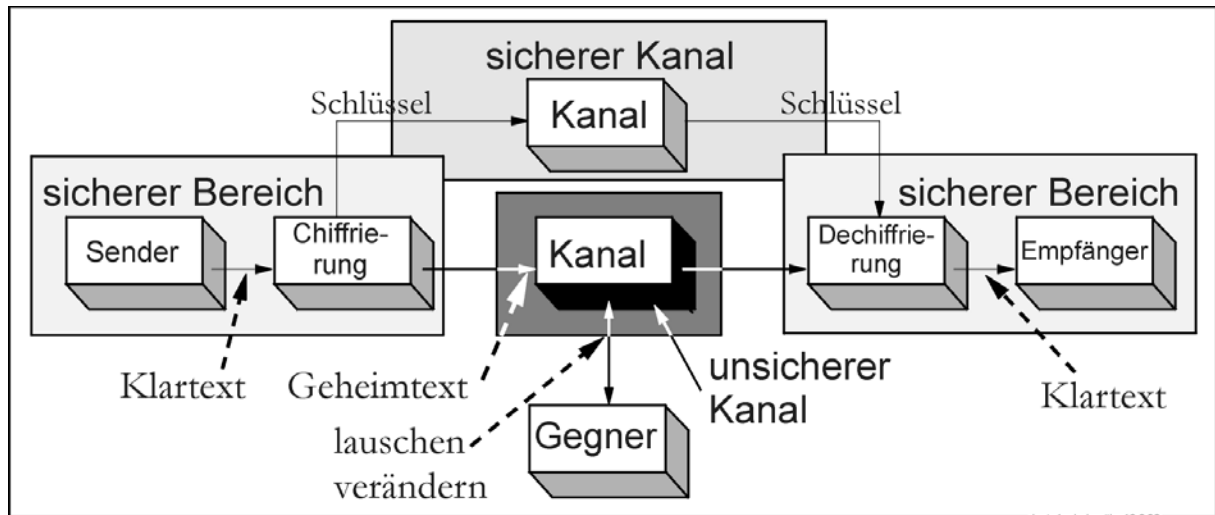 sicherer Kanal
Schlüssel
Kanal
Schlüssel
sicherer Bereich
Sender
Chiffrie-
rung
Kanal
sicherer Bereich
Dechiffrie-
rung
Empfänger
Klartext
Geheimtext
unsicherer
Kanal
Klartext
lauschen
verändern
Gegner